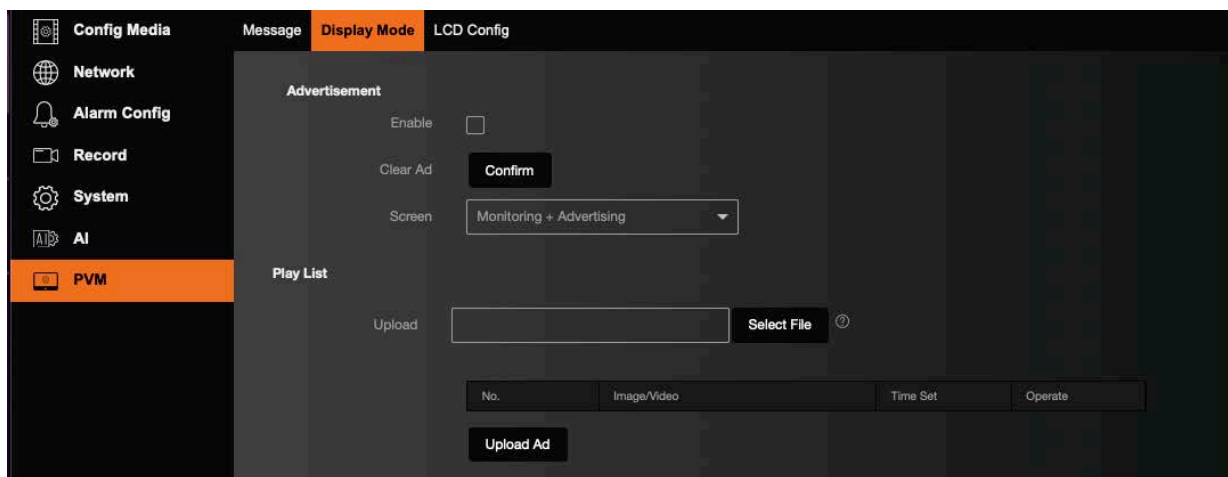 Config Media
Message Display Mode LCD Config
Network
Advertisement
Alarm Config
Enable
Record
Clear Ad Confirm
System
Screen Monitoring + Advertising
AI
PVM
Play List
Upload Select File ?
No. Image/Video Time Set Operate
Upload Ad